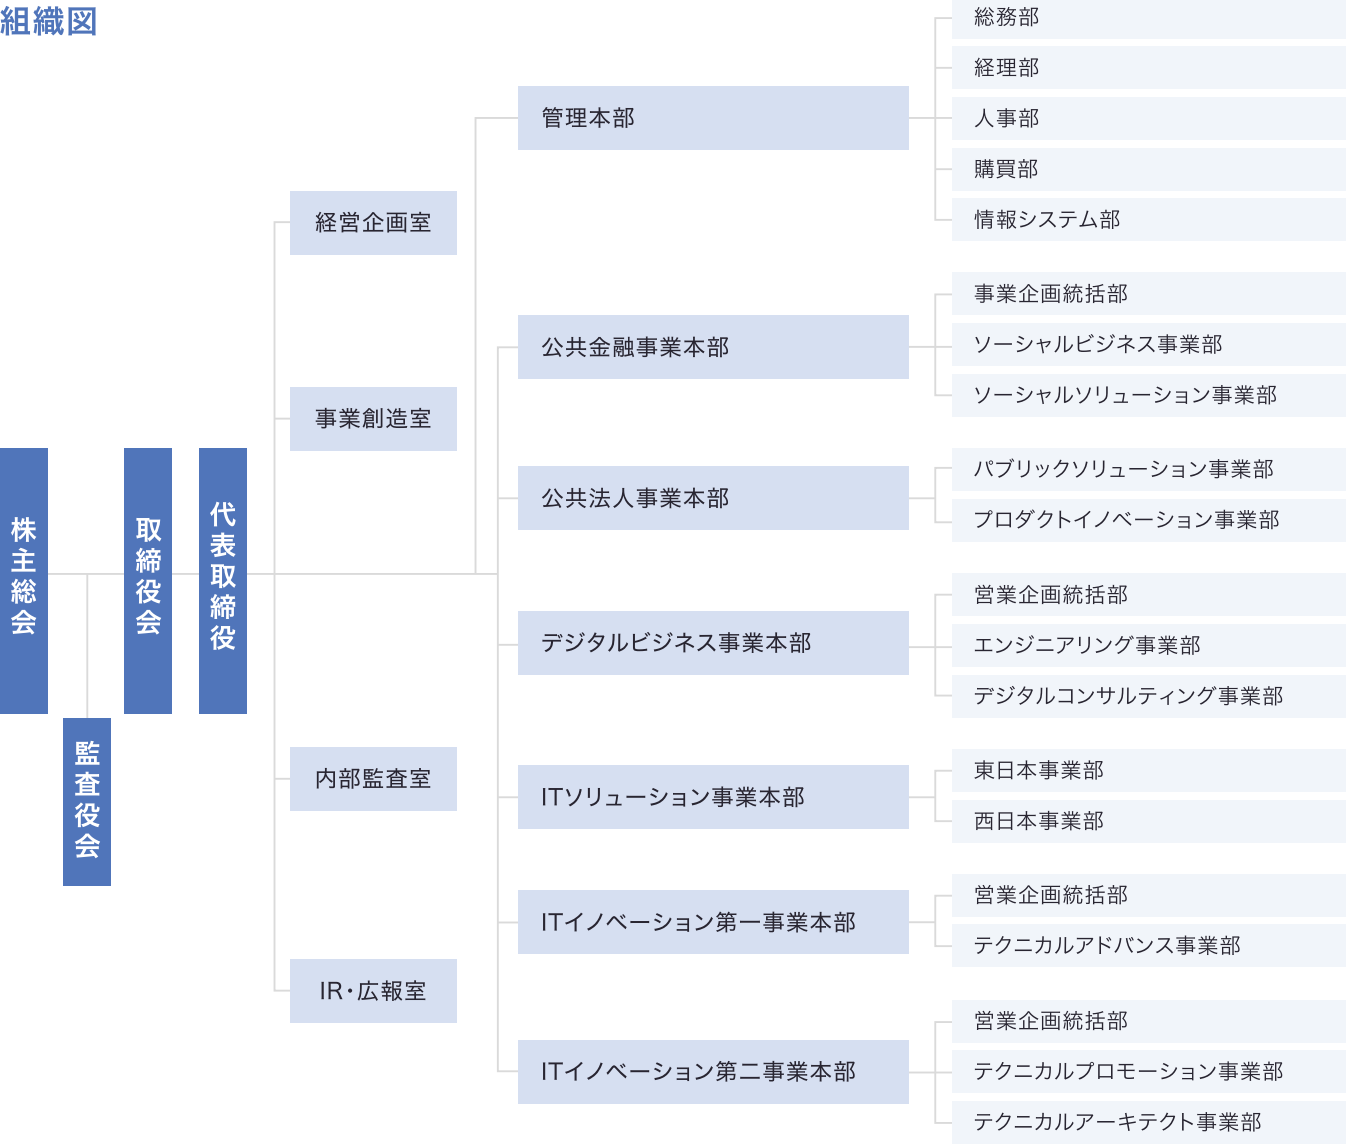 組織図
株主総会
監査役会
取締役会
代表取締役
経営企画室
事業創造室
内部監査室
IR・広報室
管理本部
総務部
経理部
人事部
購買部
情報システム部
公共金融事業本部
事業企画統括部
ソーシャルビジネス事業部
ソーシャルソリューション事業部
公共法人事業本部
パブリックソリューション事業部
プロダクトイノベーション事業部
デジタルビジネス事業本部
営業企画統括部
エンジニアリング事業部
デジタルコンサルティング事業部
ITソリューション事業本部
東日本事業部
西日本事業部
ITイノベーション第一事業本部
営業企画統括部
テクニカルアドバンス事業部
ITイノベーション第二事業本部
営業企画統括部
テクニカルプロモーション事業部
テクニカルアーキテクト事業部